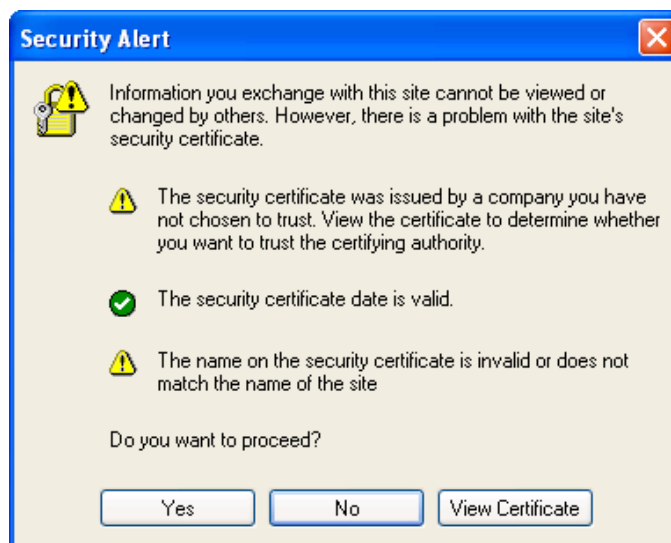 Security Alert
Information you exchange with this site cannot be viewed or
changed by others. However, there is a problem with the site's
security certificate.
The security certificate was issued by a company you have
not chosen to trust. View the certificate to determine whether
you want to trust the certifying authority.
The security certificate date is valid.
The name on the security certificate is invalid or does not
match the name of the site
Do you want to proceed?
Yes
No
View Certificate